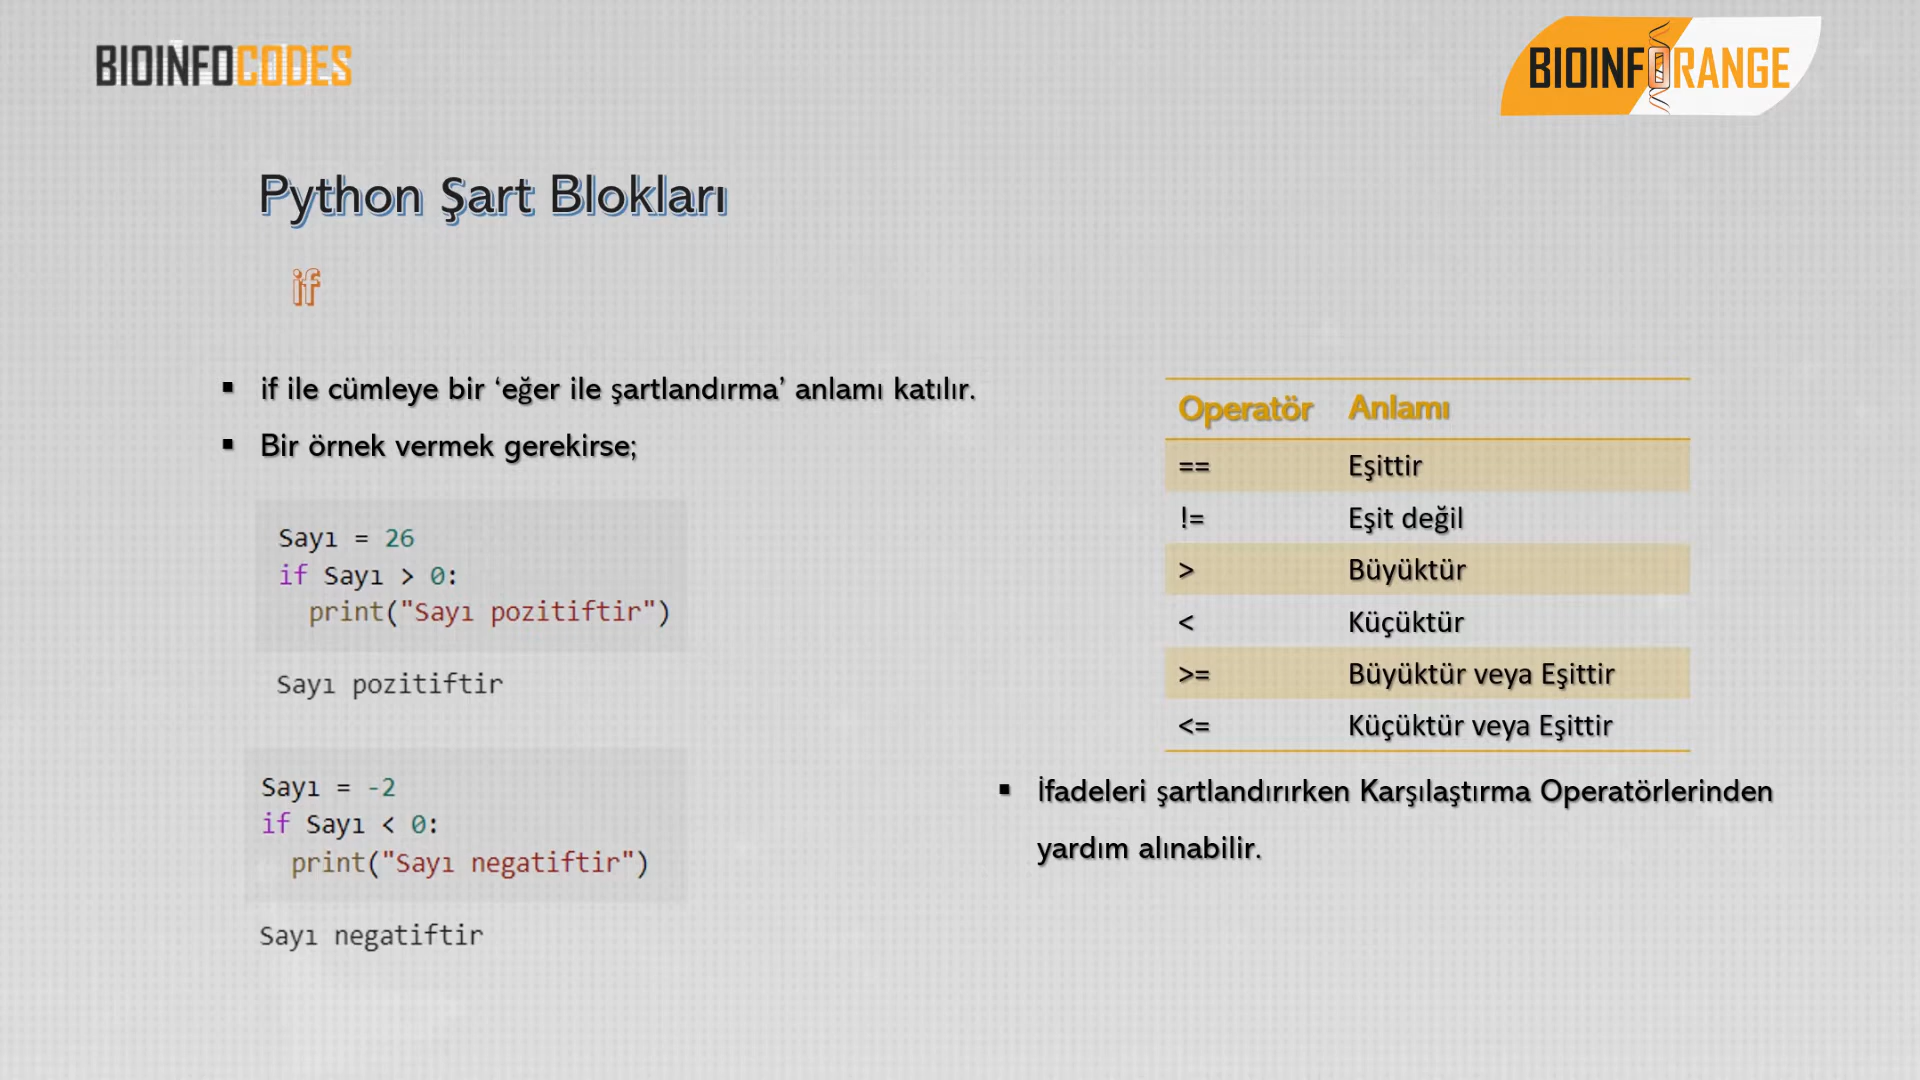 BIOINFOCODES
BIOINFORANGE
Python Şart Blokları
if
▪ if ile cümleye bir ‘eğer ile şartlandırma’ anlamı katılır.
▪ Bir örnek vermek gerekirse;
Sayı = 26
if Sayı > 0:
print("Sayı pozitiftir")
Sayı pozitiftir
Sayı = -2
if Sayı < 0:
print("Sayı negatiftir")
Sayı negatiftir
Operatör Anlamı
== Eşittir
!= Eşit değil
> Büyüktür
< Küçüktür
>= Büyüktür veya Eşittir
<= Küçüktür veya Eşittir
▪ İfadeleri şartlandırırken Karşılaştırma Operatörlerinden
yardım alınabilir.